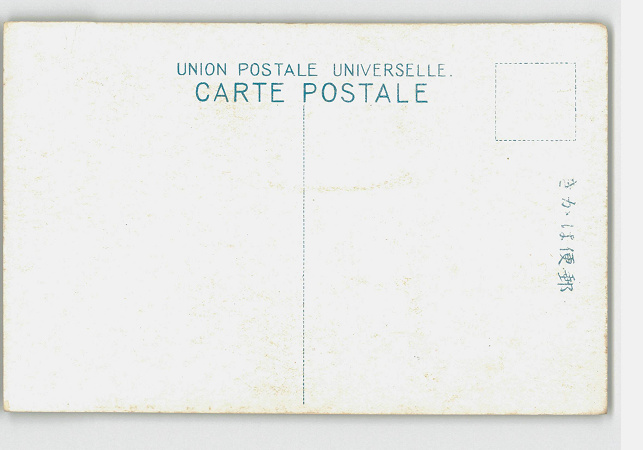 UNION POSTALE UNIVERSELLE.
CARTE POSTALE
きかは便郵